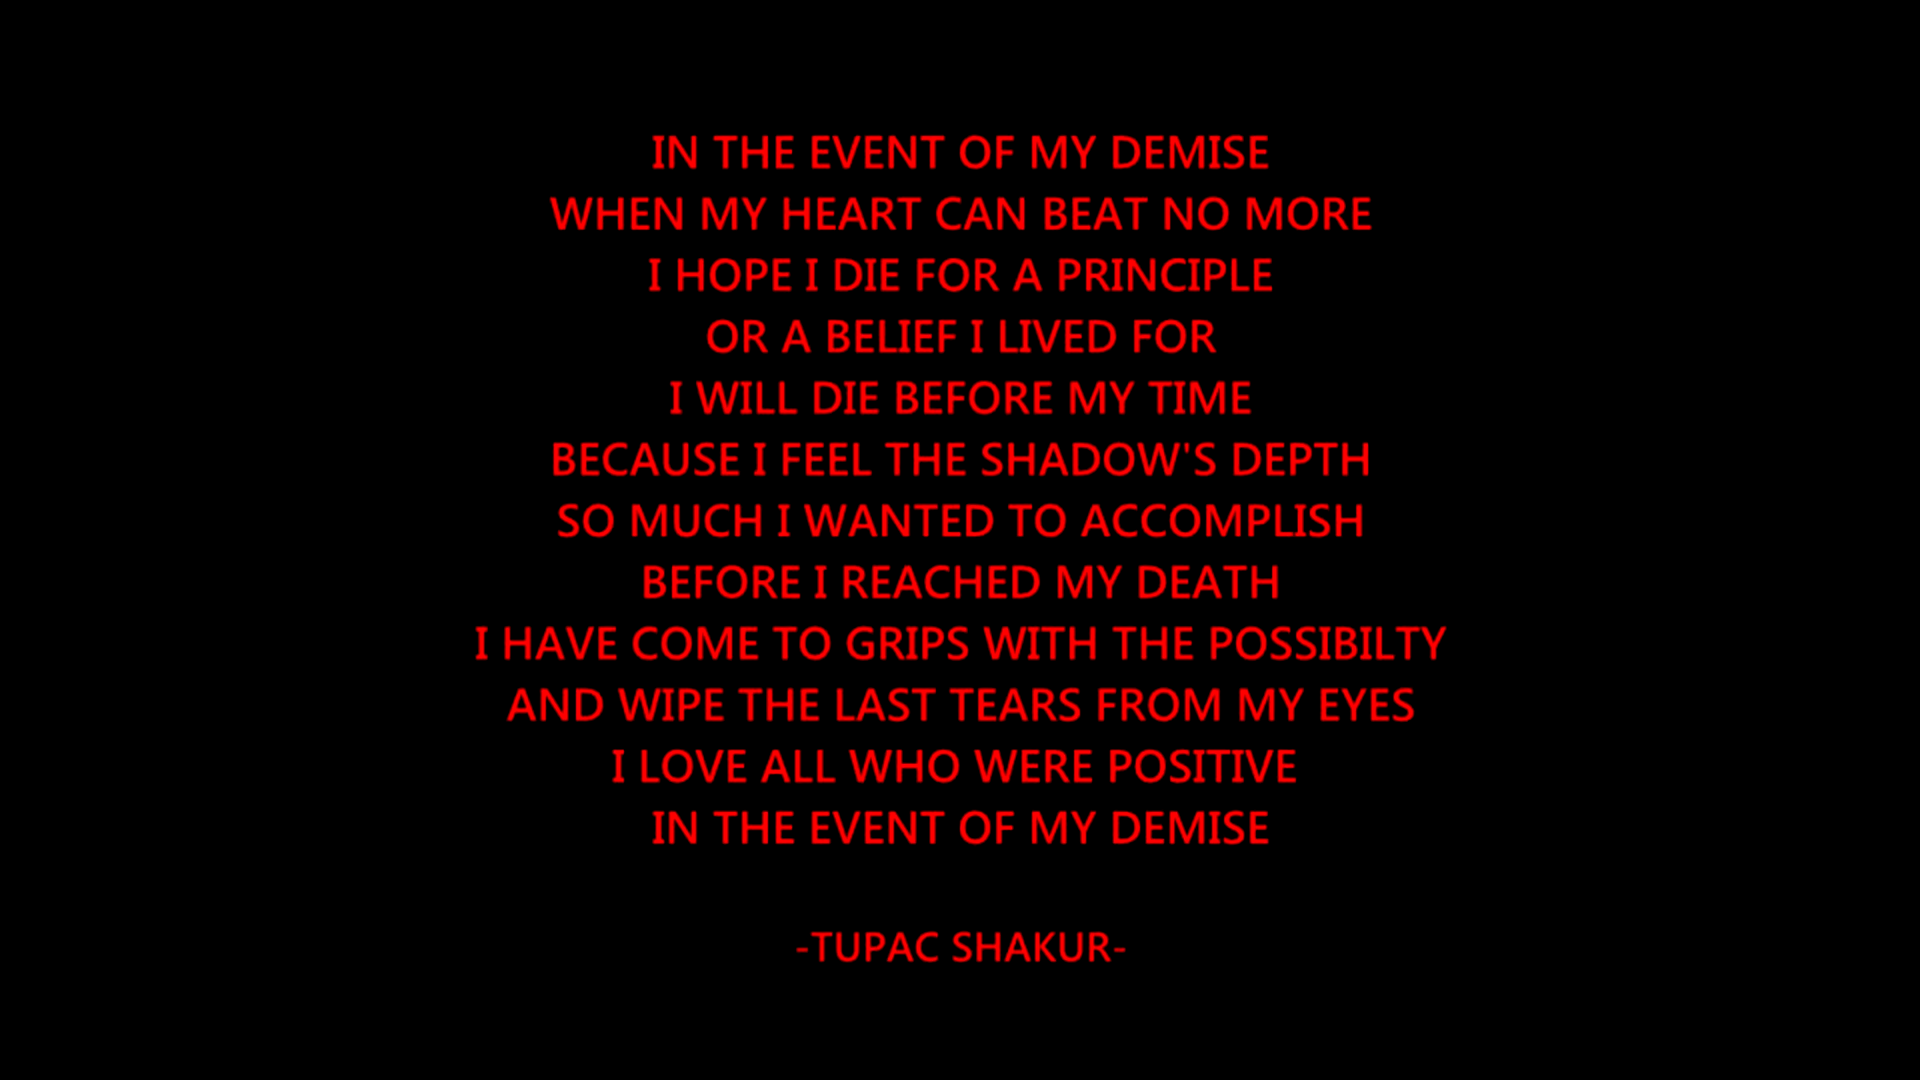 IN THE EVENT OF MY DEMISE
WHEN MY HEART CAN BEAT NO MORE
I HOPE I DIE FOR A PRINCIPLE
OR A BELIEF I LIVED FOR
I WILL DIE BEFORE MY TIME
BECAUSE I FEEL THE SHADOW'S DEPTH
SO MUCH I WANTED TO ACCOMPLISH
BEFORE I REACHED MY DEATH
I HAVE COME TO GRIPS WITH THE POSSIBILTY
AND WIPE THE LAST TEARS FROM MY EYES
I LOVE ALL WHO WERE POSITIVE
IN THE EVENT OF MY DEMISE
-TUPAC SHAKUR-